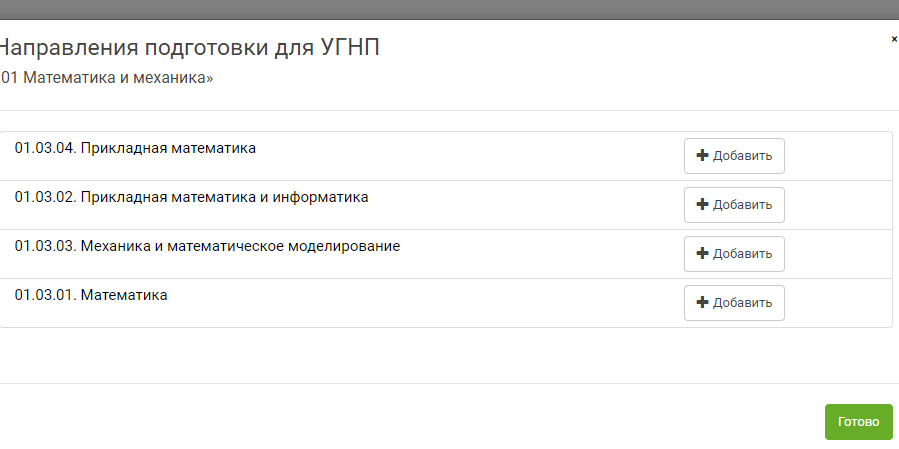 Направления подготовки для УГНП
01 Математика и механика»
×
01.03.04. Прикладная математика
Добавить
01.03.02. Прикладная математика и информатика
Добавить
01.03.03. Механика и математическое моделирование
Добавить
01.03.01. Математика
Добавить
Готово